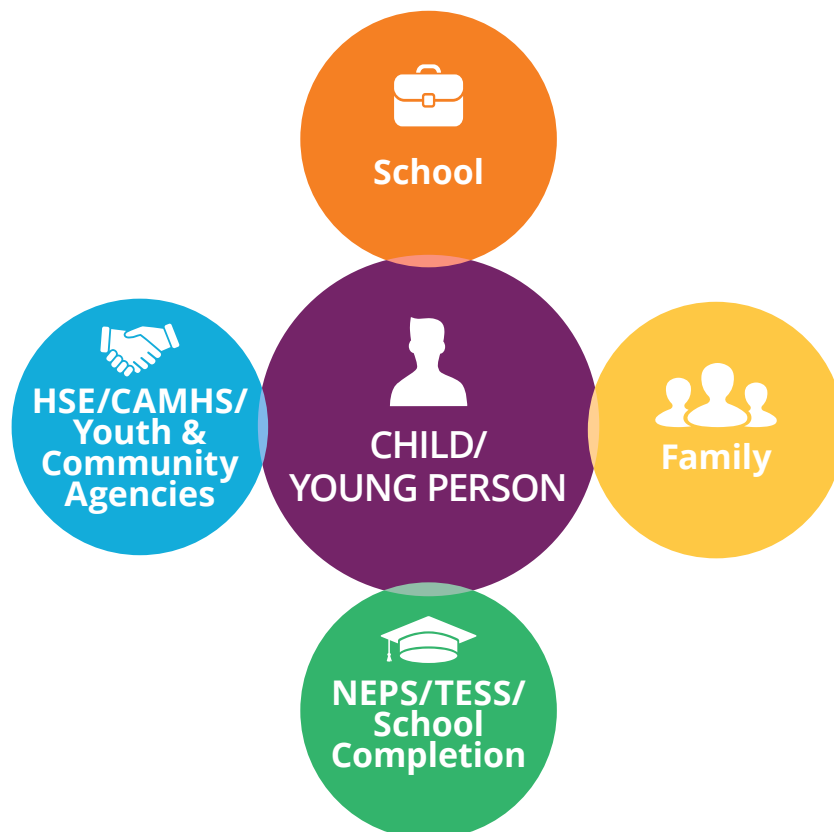 School
HSE/CAMHS/
Youth &
Community
Agencies
CHILD/
YOUNG PERSON
Family
NEPS/TESS/
School
Completion